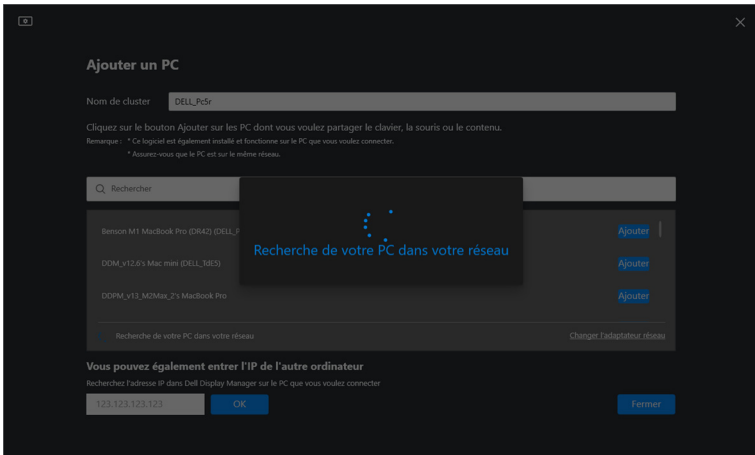 Ajouter un PC
Nom de cluster DELL_Pc5r
Cliquez sur le bouton Ajouter sur les PC dont vous voulez partager le clavier, la souris ou le contenu.
Remarque : * Ce logiciel est également installé et fonctionne sur le PC que vous voulez connecter.
* Assurez-vous que le PC est sur le même réseau.
Rechercher
Recherche de votre PC dans votre réseau
Benson M1 MacBook Pro (DR42) (DELL_P Ajouter
DDM_v12.6's Mac mini (DELL_TdE5) Ajouter
DDPM_v13_M2Max_2's MacBook Pro Ajouter
Recherche de votre PC dans votre réseau Changer l'adaptateur réseau
Vous pouvez également entrer l'IP de l'autre ordinateur
Recherchez l'adresse IP dans Dell Display Manager sur le PC que vous voulez connecter
123.123.123.123 OK Fermer